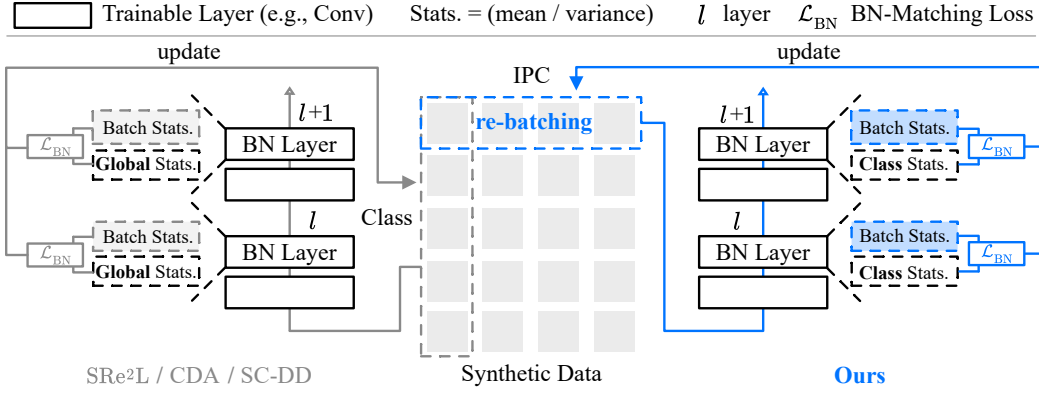 Trainable Layer (e.g., Conv) Stats. = (mean / variance) l layer ℒBN BN-Matching Loss
update IPC update
l+1 re-batching l+1
Batch Stats. BN Layer BN Layer Batch Stats.
ℒBN ℒBN
Global Stats. Class Stats.
Class
l l
Batch Stats. BN Layer BN Layer Batch Stats.
ℒBN ℒBN
Global Stats. Class Stats.
SRe²L / CDA / SC-DD Synthetic Data Ours